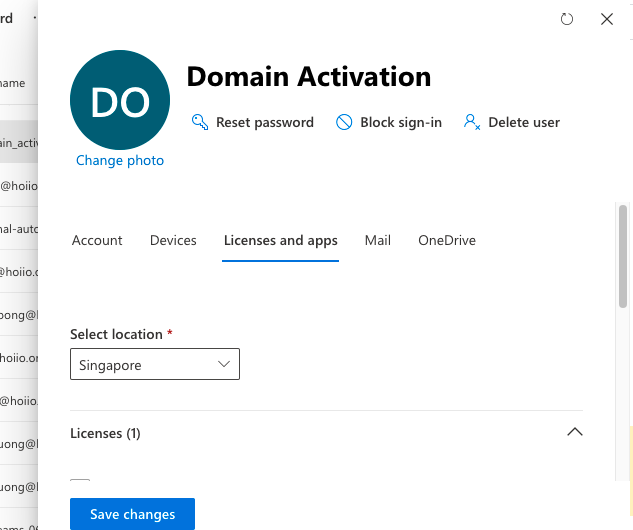 rd
Domain Activation
DO
Reset password Block sign-in Delete user
Change photo
name
ain_activ
@hoiio
nal-auto
@hoiio.o
oong@l
hoiio.or
@hoiio.
uong@l
uong@l
Account Devices Licenses and apps Mail OneDrive
Select location *
Singapore
Licenses (1)
Save changes